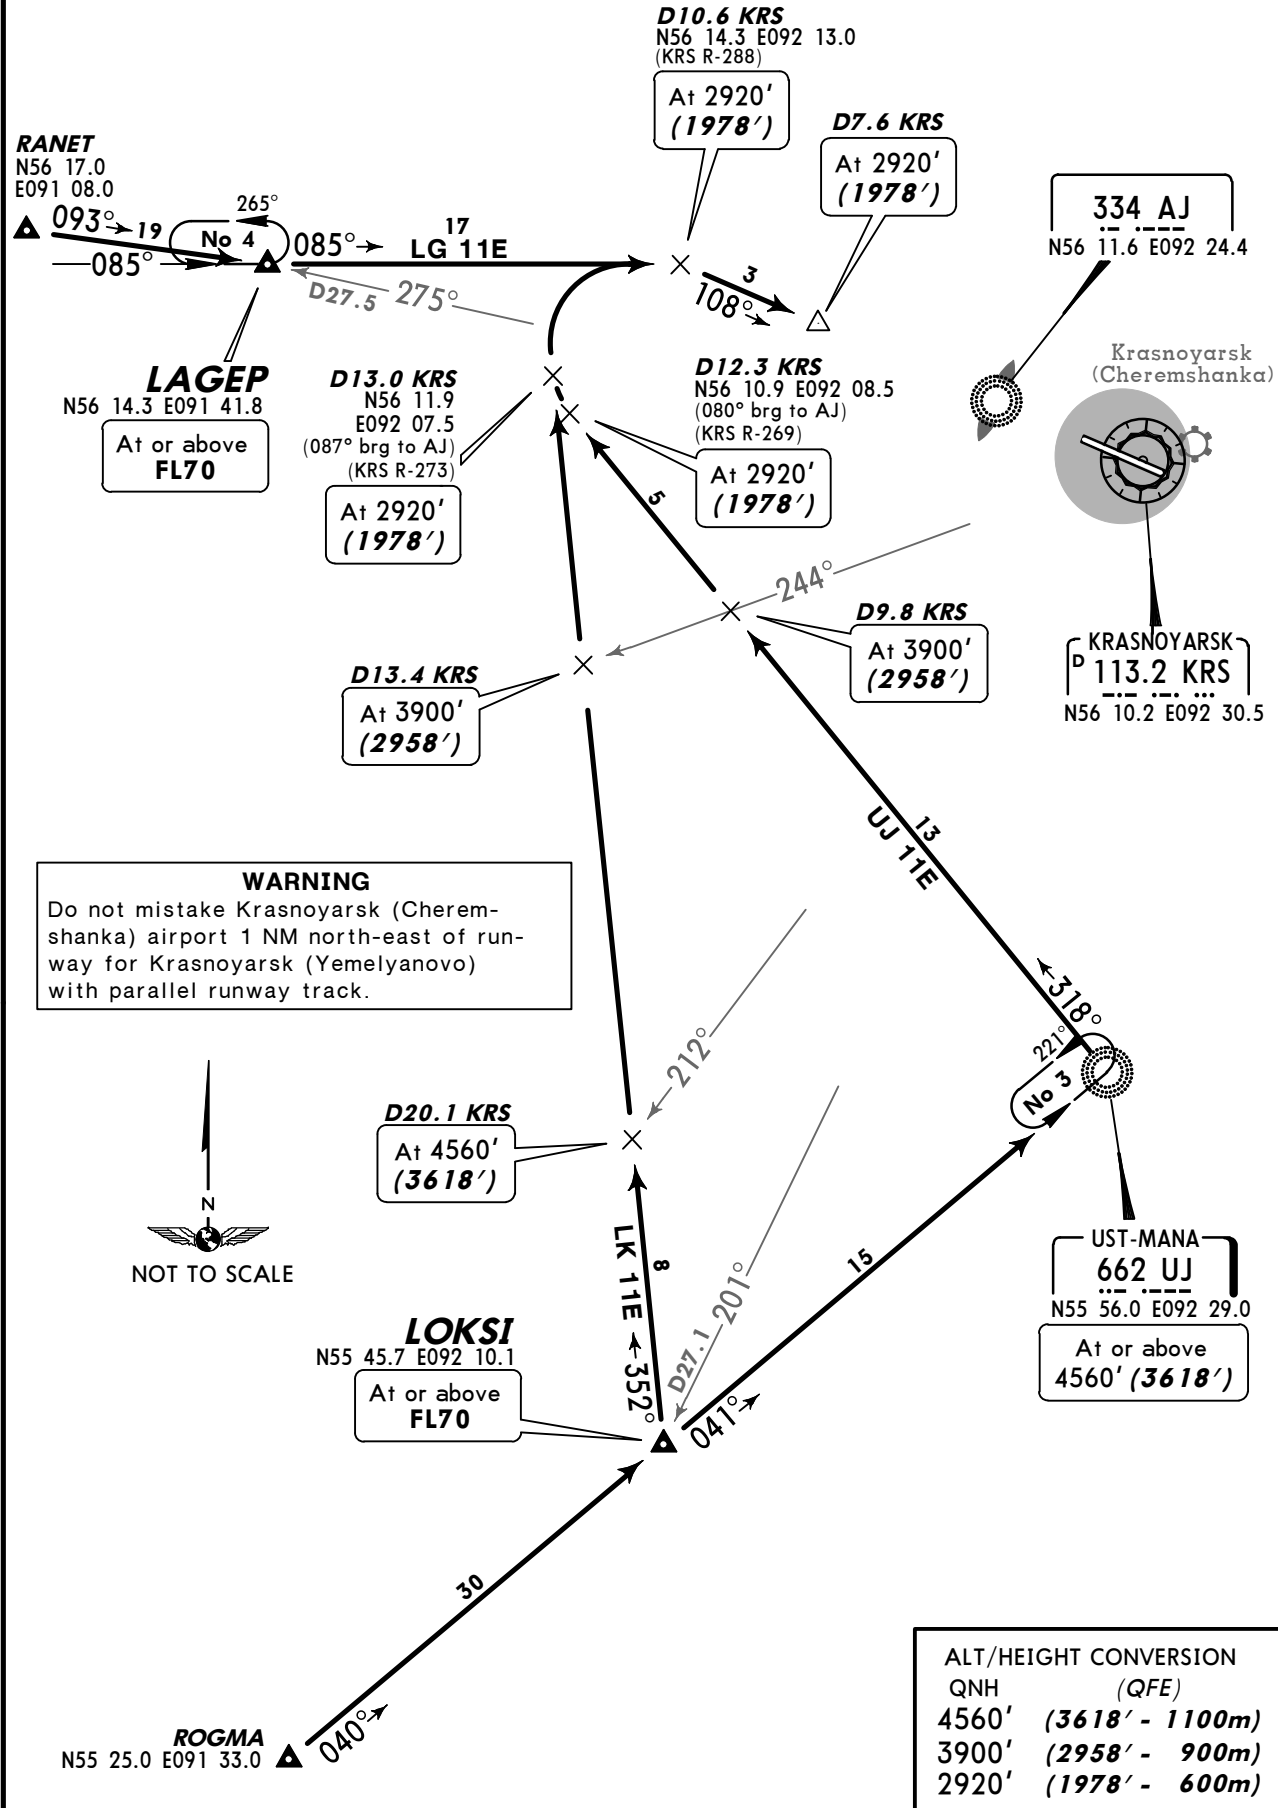 D10.6 KRS
N56 14.3 E092 13.0
(KRS R-288)
At 2920'
(1978')
D7.6 KRS
At 2920'
(1978')
RANET
N56 17.0
E091 08.0
093°
19
085°
265°
No 4
085°
17
LG 11E
D27.5
275°
3
108°
334 AJ
N56 11.6 E092 24.4
Krasnoyarsk
(Cheremshanka)
LAGEP
N56 14.3 E091 41.8
At or above
FL70
D13.0 KRS
N56 11.9
E092 07.5
(087° brg to AJ)
(KRS R-273)
At 2920'
(1978')
D12.3 KRS
N56 10.9 E092 08.5
(080° brg to AJ)
(KRS R-269)
At 2920'
(1978')
5
244°
D9.8 KRS
At 3900'
(2958')
D13.4 KRS
At 3900'
(2958')
KRASNOYARSK
D 113.2 KRS
N56 10.2 E092 30.5
13
UJ 11E
WARNING
Do not mistake Krasnoyarsk (Cherem-
shanka) airport 1 NM north-east of run-
way for Krasnoyarsk (Yemelyanovo)
with parallel runway track.
318°
221°
No 3
212°
D20.1 KRS
At 4560'
(3618')
N
NOT TO SCALE
LK 11E
8
352°
D27.1
201°
15
041°
UST-MANA
662 UJ
N55 56.0 E092 29.0
At or above
4560' (3618')
LOKSI
N55 45.7 E092 10.1
At or above
FL70
30
040°
ROGMA
N55 25.0 E091 33.0
ALT/HEIGHT CONVERSION
QNH (QFE)
4560' (3618' - 1100m)
3900' (2958' - 900m)
2920' (1978' - 600m)